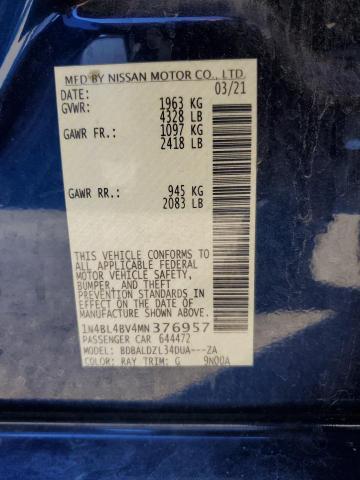 MFD BY NISSAN MOTOR CO., LTD.
DATE: 03/21
GVWR: 1963 KG
4328 LB
GAWR FR.: 1097 KG
2418 LB
GAWR RR.: 945 KG
2083 LB
THIS VEHICLE CONFORMS TO
ALL APPLICABLE FEDERAL
MOTOR VEHICLE SAFETY,
BUMPER, AND THEFT
PREVENTION STANDARDS IN
EFFECT ON THE DATE OF
MANUFACTURE SHOWN ABOVE.
1N4BL4BV4MN376957
PASSENGER CAR 644472
MODEL: BDBALDZL34DUA---ZA
COLOR: RAY TRIM: G 9N00A